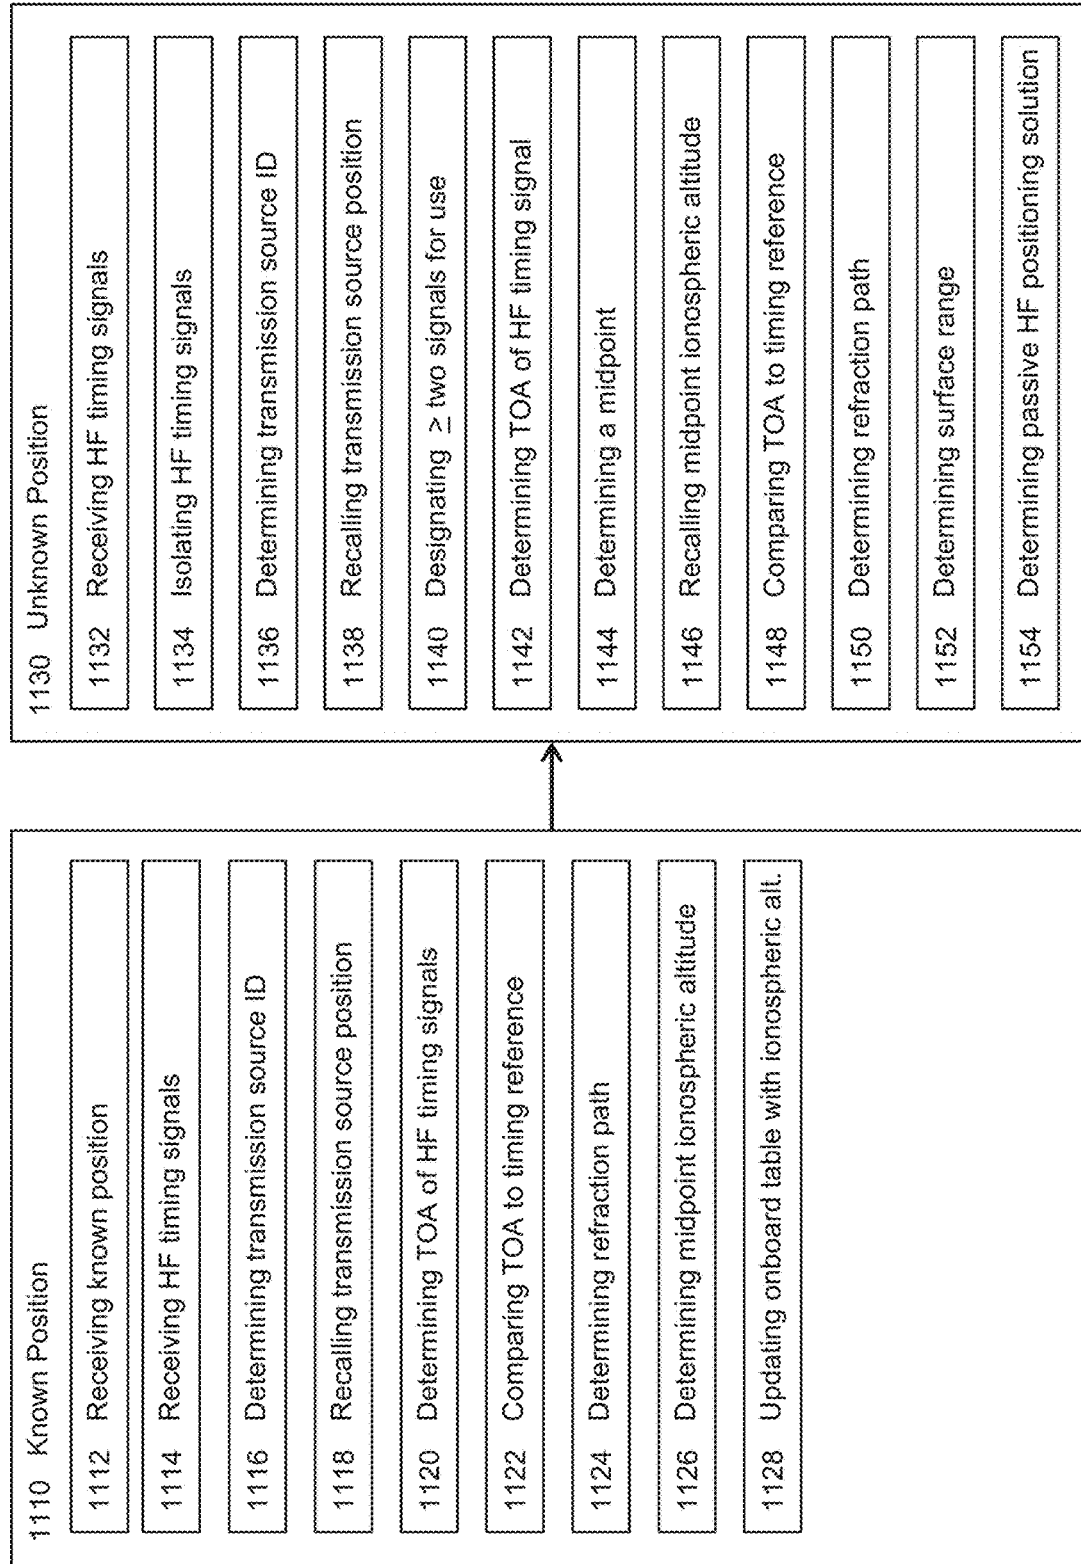 1110 Known Position
1112 Receiving known position
1114 Receiving HF timing signals
1116 Determining transmission source ID
1118 Recalling transmission source position
1120 Determining TOA of HF timing signals
1122 Comparing TOA to timing reference
1124 Determining refraction path
1126 Determining midpoint ionospheric altitude
1128 Updating onboard table with ionospheric alt.
1130 Unknown Position
1132 Receiving HF timing signals
1134 Isolating HF timing signals
1136 Determining transmission source ID
1138 Recalling transmission source position
1140 Designating ≥ two signals for use
1142 Determining TOA of HF timing signal
1144 Determining a midpoint
1146 Recalling midpoint ionospheric altitude
1148 Comparing TOA to timing reference
1150 Determining refraction path
1152 Determining surface range
1154 Determining passive HF positioning solution